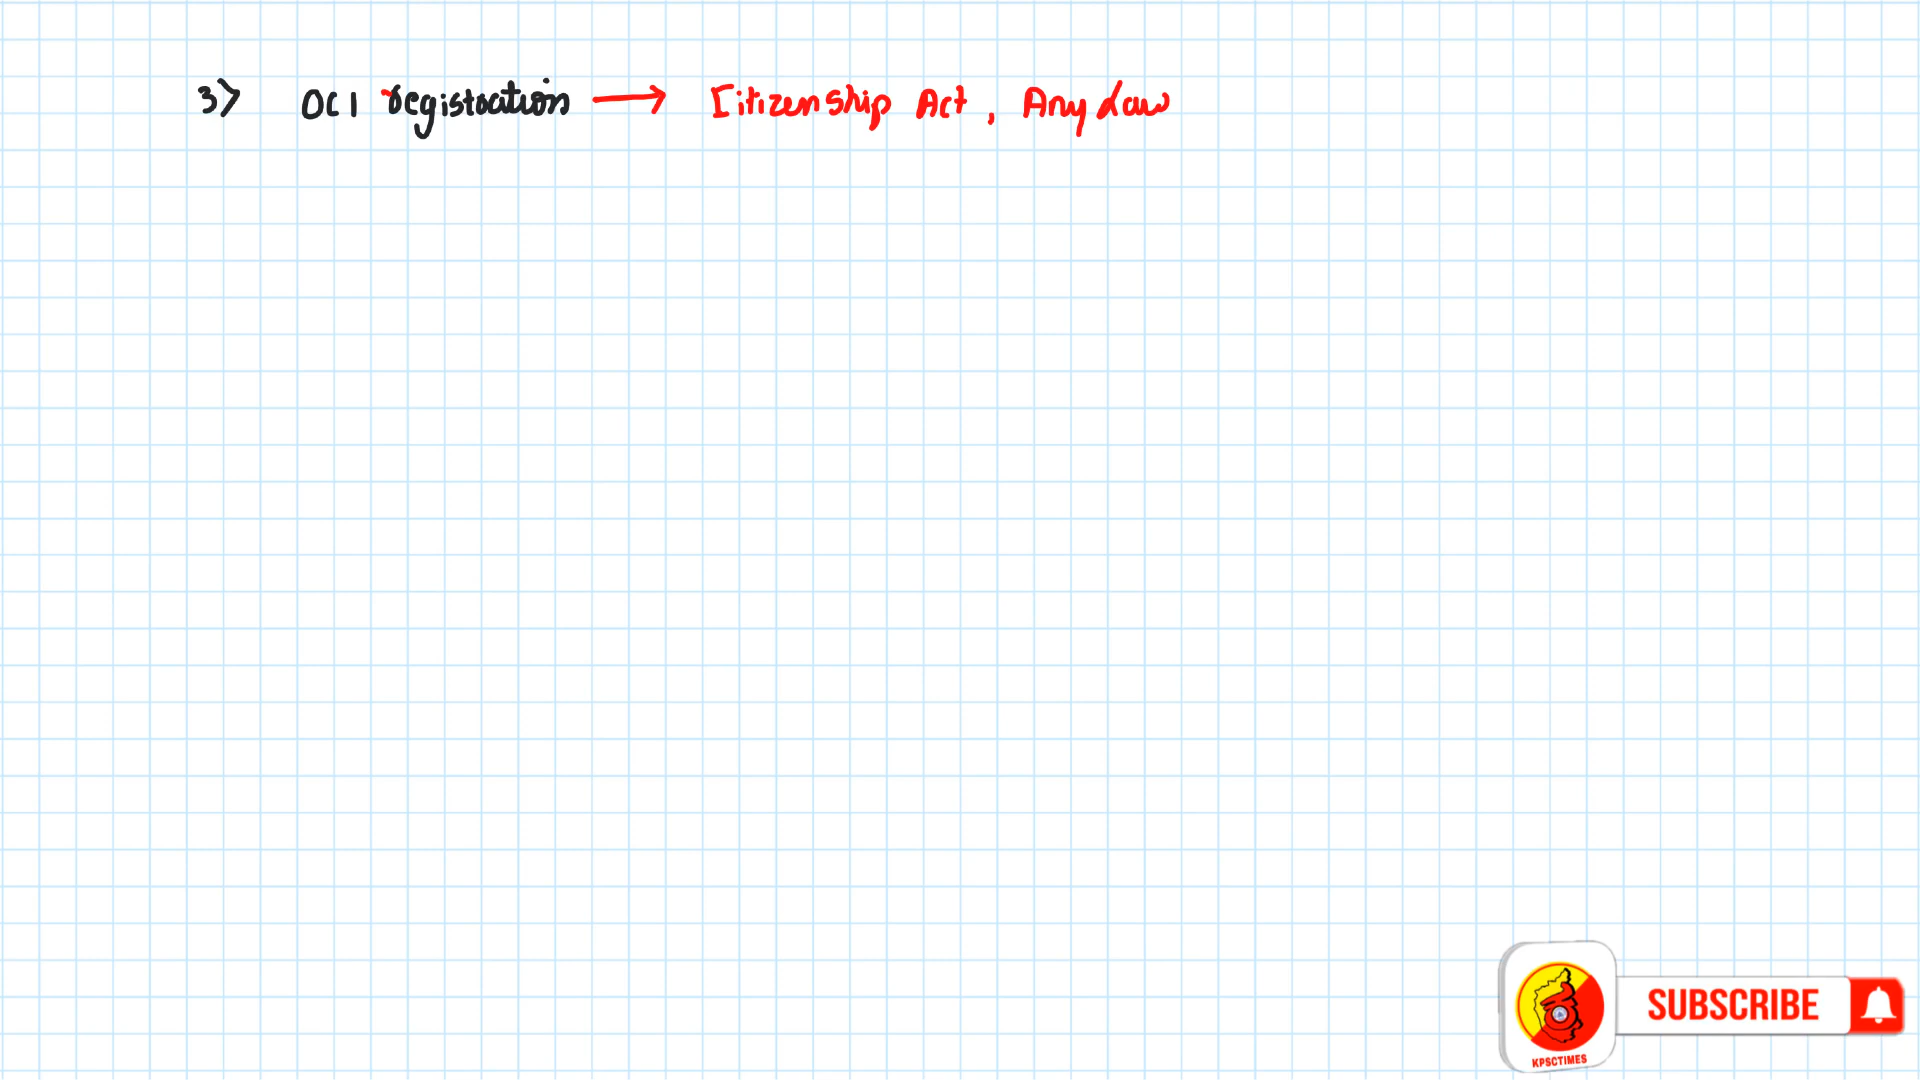 3> OCI registration → Citizenship Act, Any Law
SUBSCRIBE
KPSCTIMES